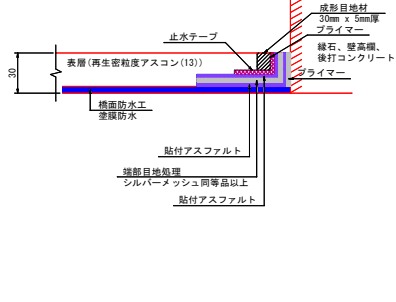 成形目地材
30mm x 5mm厚
プライマー
止水テープ
縁石、壁高欄、
後打コンクリート
表層(再生密粒度アスコン(13))
プライマー
30
橋面防水工
塗膜防水
貼付アスファルト
端部目地処理
シルバーメッシュ同等品以上
貼付アスファルト